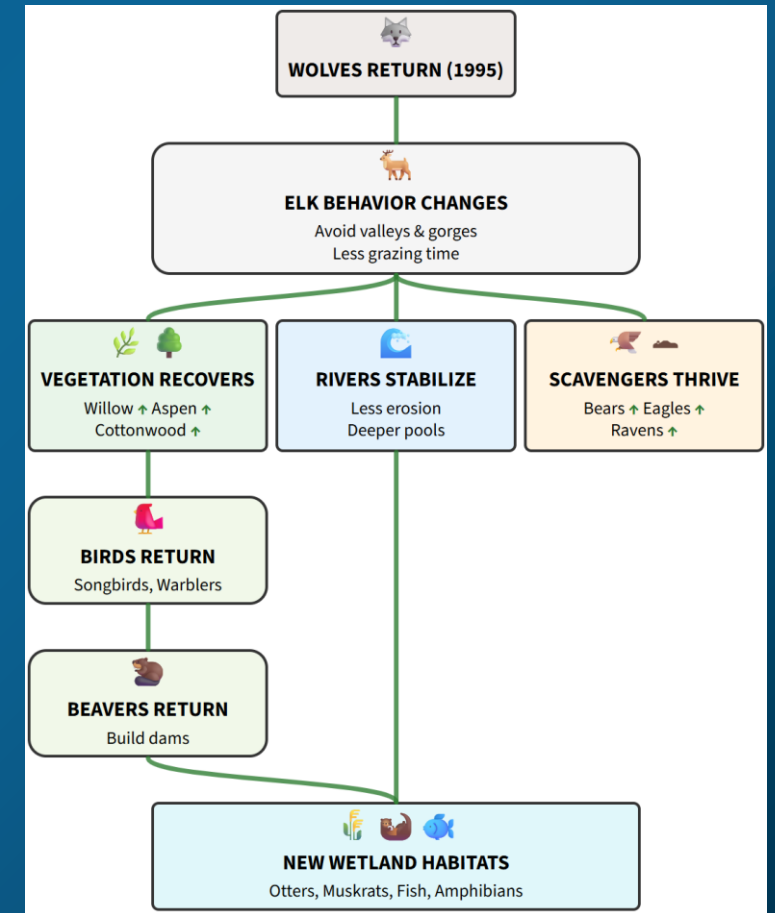 WOLVES RETURN (1995)
ELK BEHAVIOR CHANGES
Avoid valleys & gorges
Less grazing time
VEGETATION RECOVERS
Willow ↑ Aspen ↑
Cottonwood ↑
RIVERS STABILIZE
Less erosion
Deeper pools
SCAVENGERS THRIVE
Bears ↑ Eagles ↑
Ravens ↑
BIRDS RETURN
Songbirds, Warblers
BEAVERS RETURN
Build dams
NEW WETLAND HABITATS
Otters, Muskrats, Fish, Amphibians